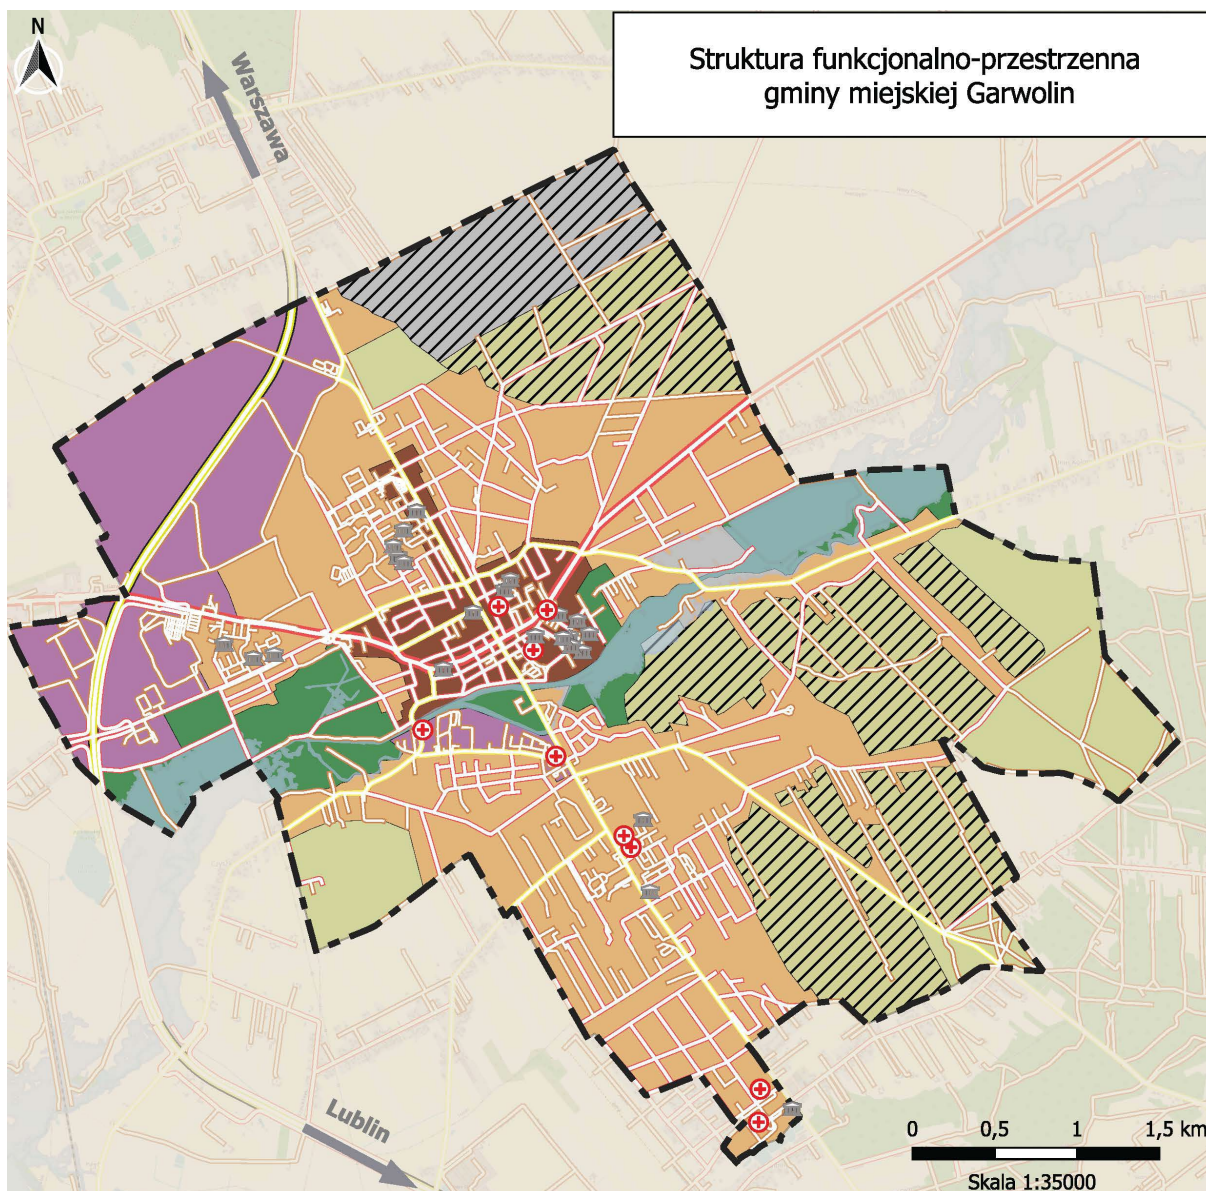 N
Struktura funkcjonalno-przestrzenna
gminy miejskiej Garwolin
Warszawa
Lublin
0 0,5 1 1,5 km
Skala 1:35000